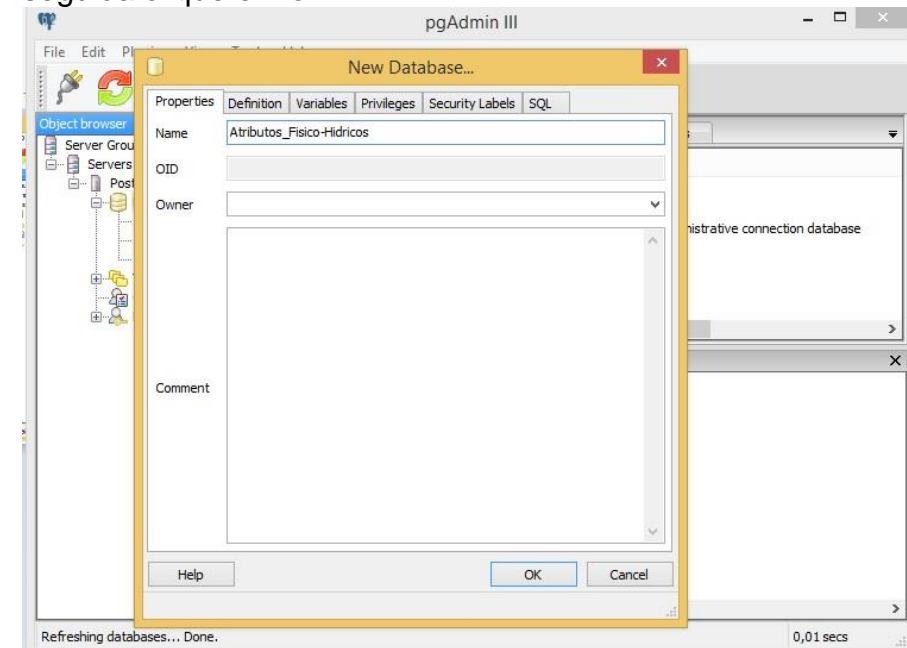 pgAdmin III
File Edit
New Database...
Properties Definition Variables Privileges Security Labels SQL
Object browser
Name Atributos_Fisico-Hidricos
Server Grou
Servers
OID
Post
Owner
nistrative connection database
Comment
Help OK Cancel
Refreshing databases... Done. 0,01 secs